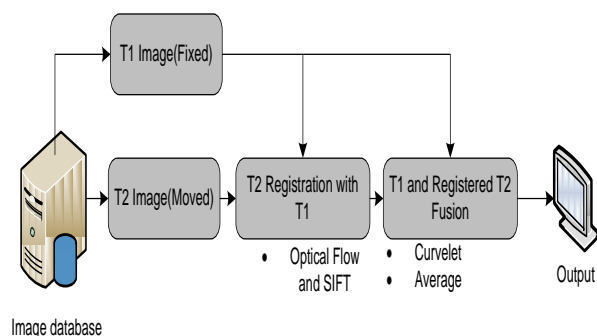 T1 Image(Fixed)
T2 Image(Moved)
T2 Registration with
T1
T1 and Registered T2
Fusion
• Optical Flow
and SIFT
• Curvelet
• Average
Output
Image database